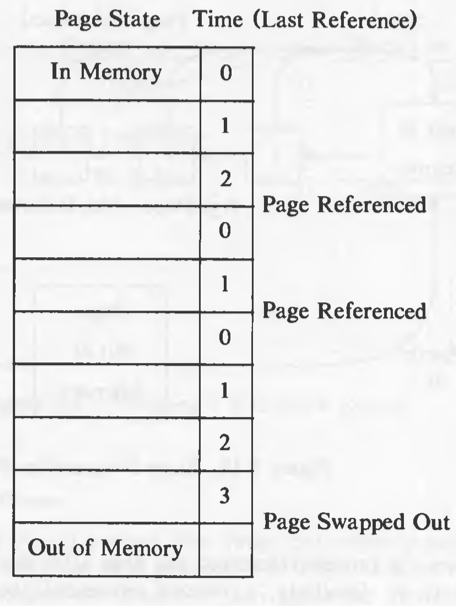 Page State Time (Last Reference)
In Memory 0
1
2
Page Referenced
0
1
Page Referenced
0
1
2
3
Page Swapped Out
Out of Memory